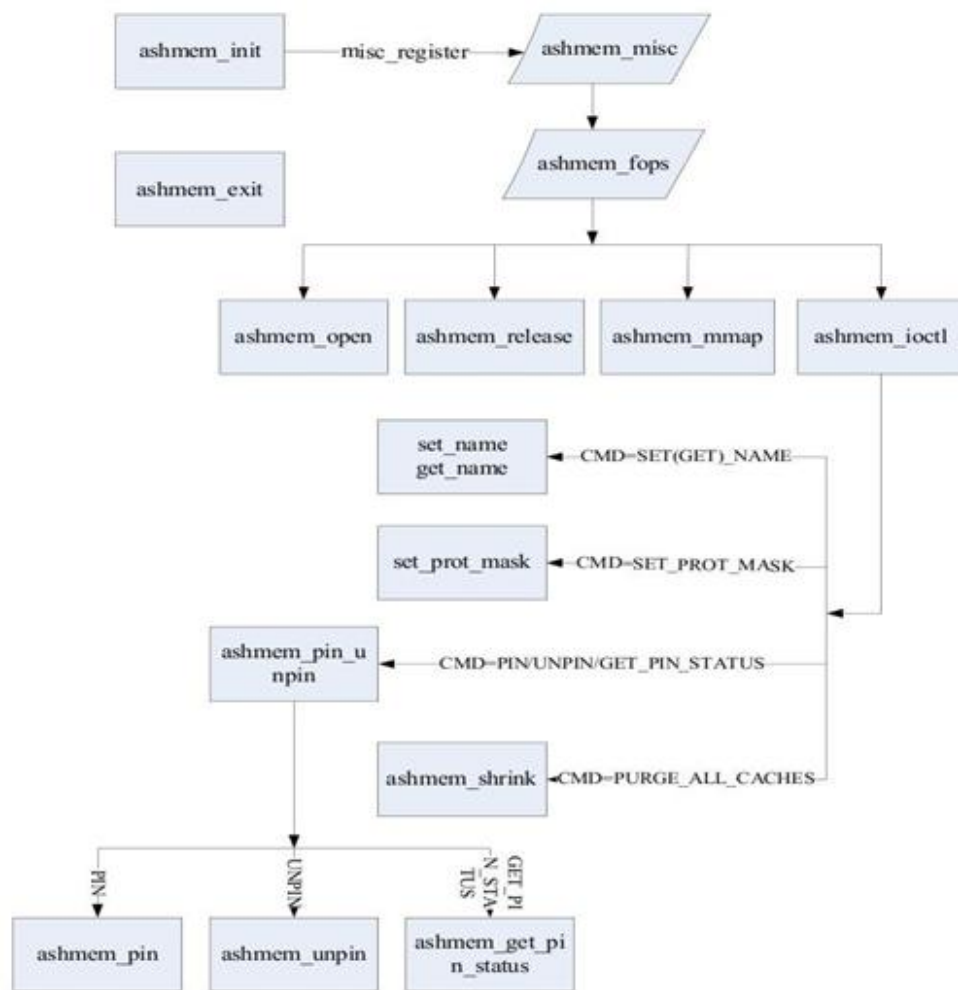 ashmem_init
misc_register
ashmem_misc
ashmem_exit
ashmem_fops
ashmem_open
ashmem_release
ashmem_mmap
ashmem_ioctl
set_name
get_name
CMD=SET(GET)_NAME
set_prot_mask
CMD=SET_PROT_MASK
ashmem_pin_u
npin
CMD=PIN/UNPIN/GET_PIN_STATUS
ashmem_shrink
CMD=PURGE_ALL_CACHES
PIN
UNPIN
GET_PI
N_STA
TUS
ashmem_pin
ashmem_unpin
ashmem_get_pi
n_status